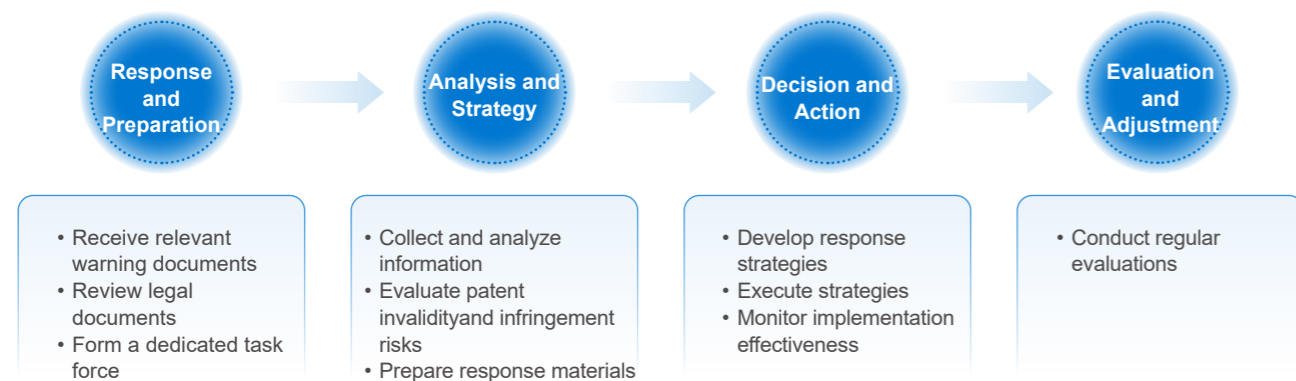 Response
and
Preparation
Analysis and
Strategy
Decision and
Action
Evaluation
and
Adjustment
• Receive relevant
warning documents
• Review legal
documents
• Form a dedicated task
force
• Collect and analyze
information
• Evaluate patent
invalidityand infringement
risks
• Prepare response materials
• Develop response
strategies
• Execute strategies
• Monitor implementation
effectiveness
• Conduct regular
evaluations